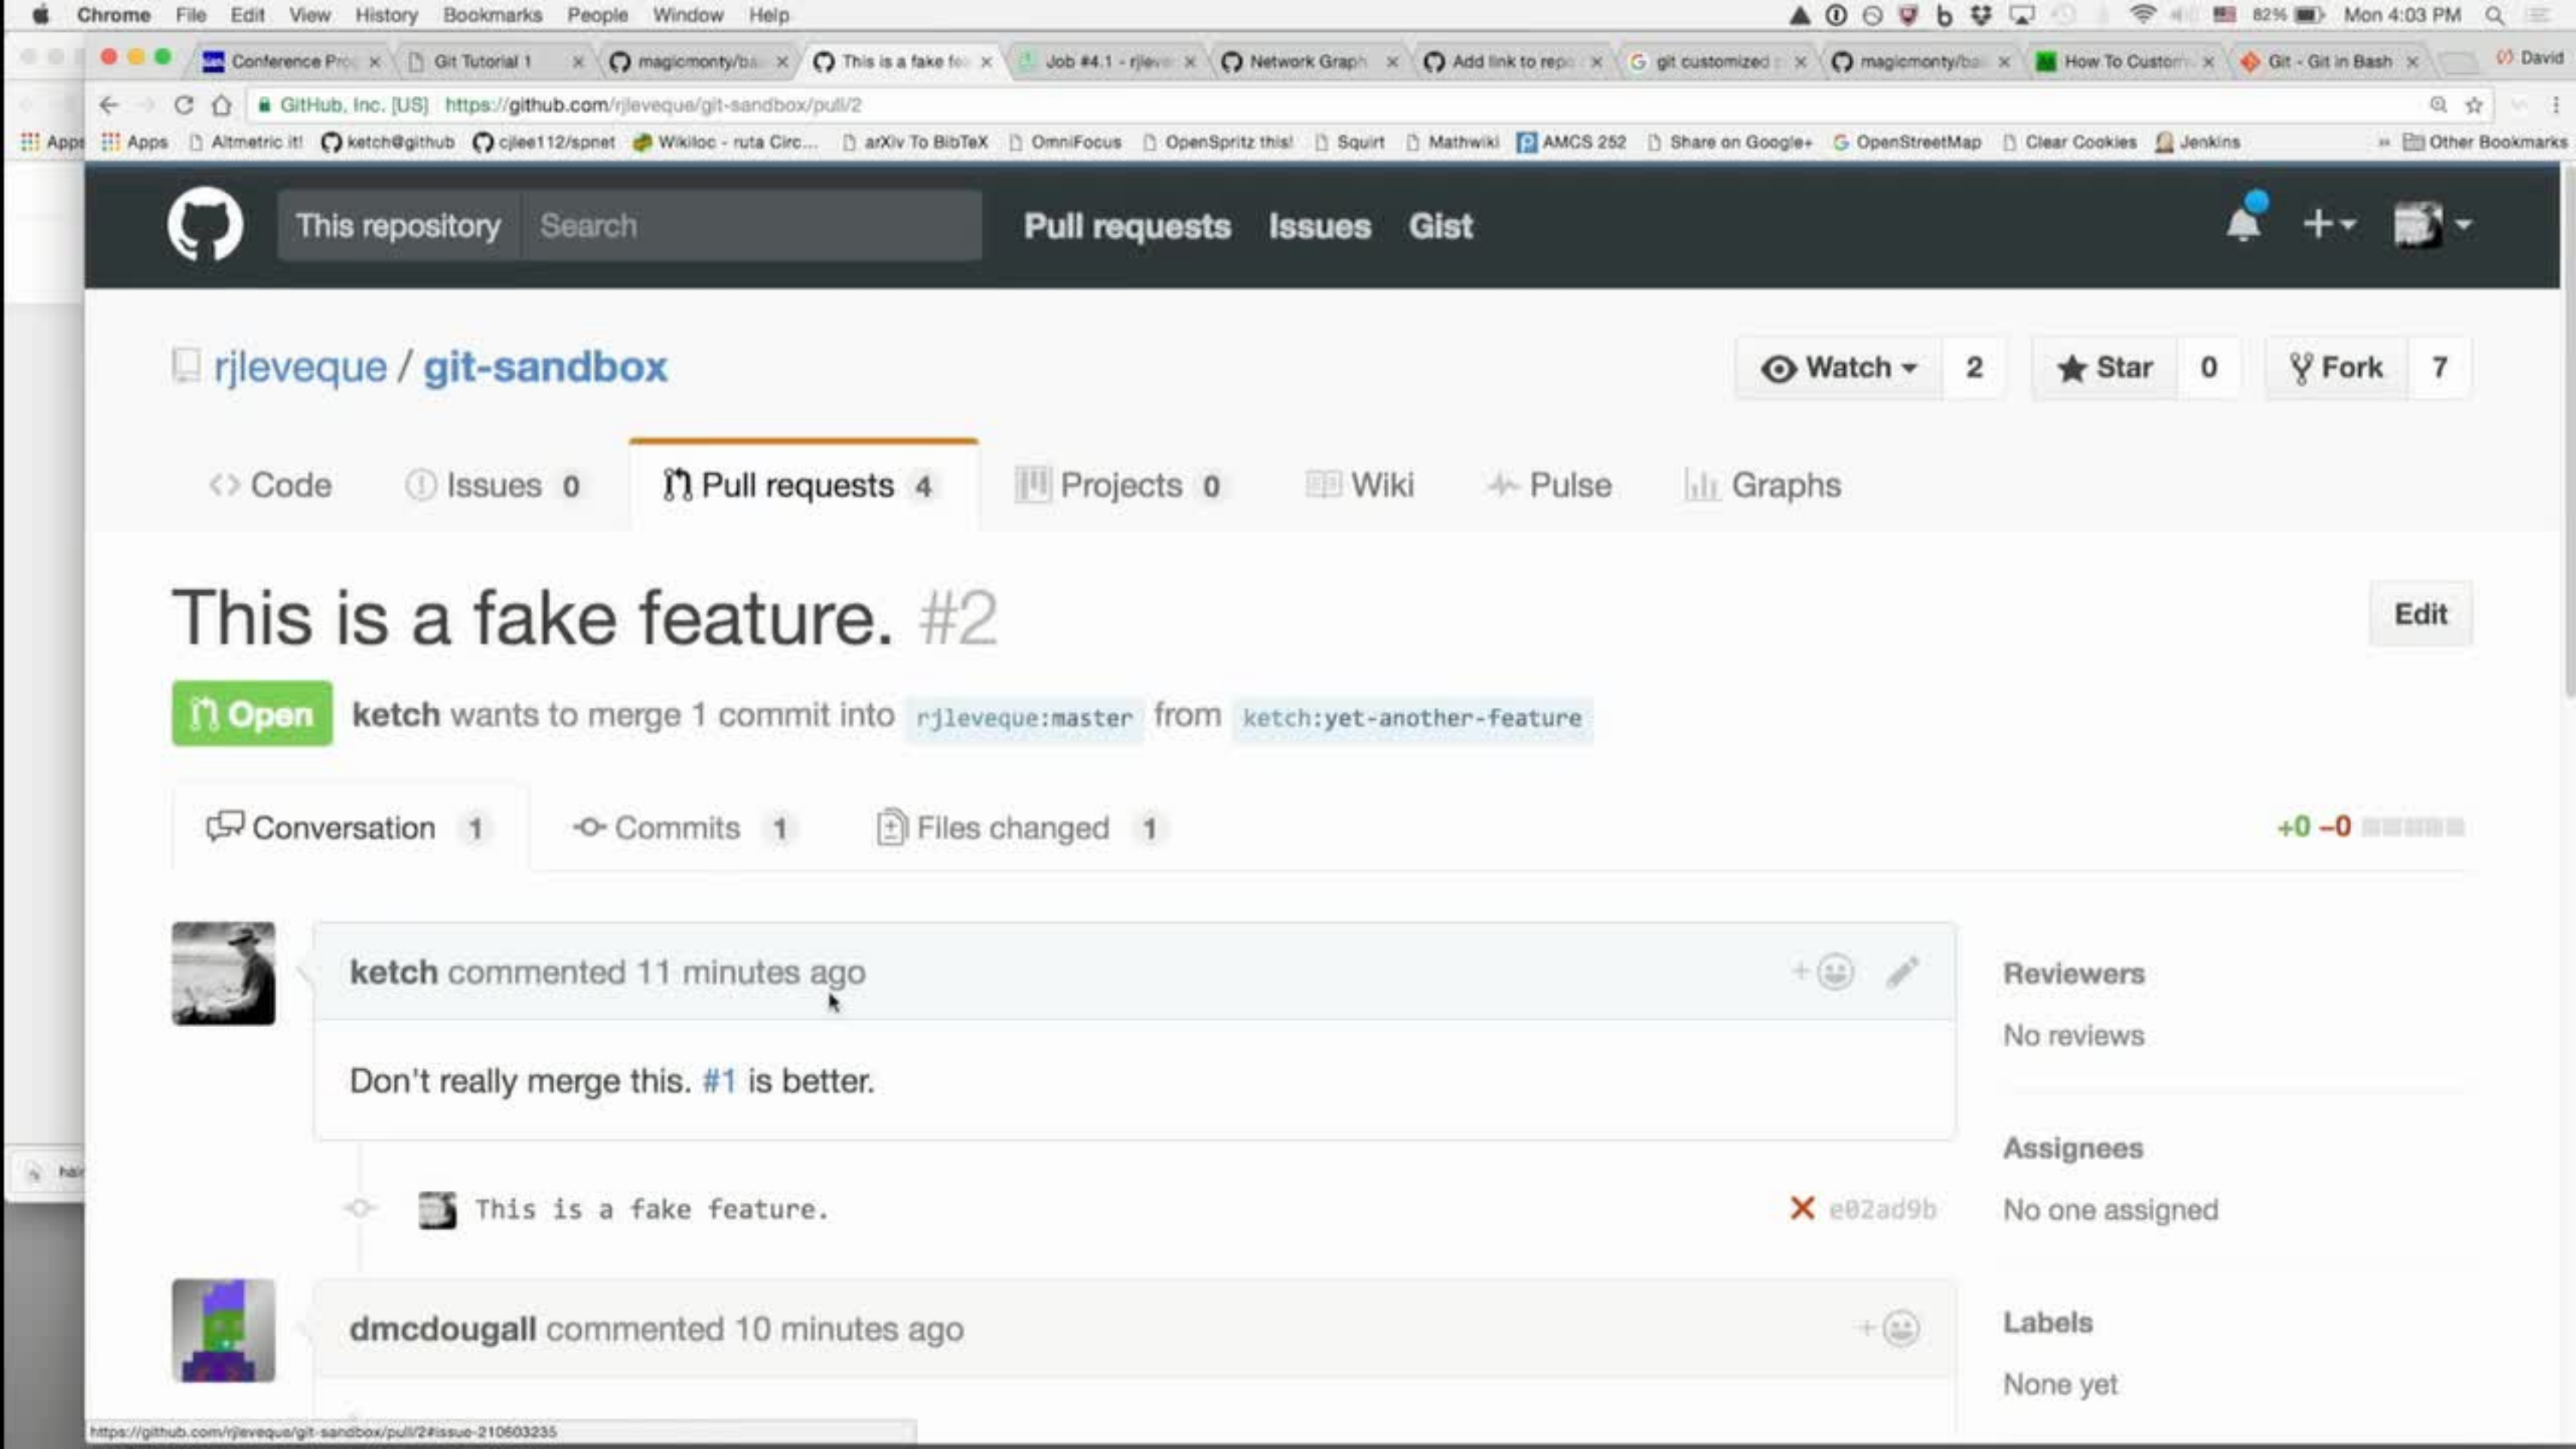 Chrome File Edit View History Bookmarks People Window Help 82% Mon 4:03 PM
Conference Pro Git Tutorial 1 magicmonty/ba This is a fake fea Job #4.1 - rjleve Network Graph Add link to repo git customized magicmonty/ba How To Custom Git - Git in Bash David
GitHub, Inc. [US] https://github.com/rjleveque/git-sandbox/pull/2
Apps Apps Altmetric it! ketch@github cjlee112/spnet Wikiloc - ruta Circ... arXiv To BibTeX OmniFocus OpenSpritz this! Squirt Mathwiki AMCS 252 Share on Google+ OpenStreetMap Clear Cookies Jenkins » Other Bookmarks
This repository Search Pull requests Issues Gist
rjleveque / git-sandbox Watch 2 Star 0 Fork 7
Code Issues 0 Pull requests 4 Projects 0 Wiki Pulse Graphs
This is a fake feature. #2 Edit
Open ketch wants to merge 1 commit into rjleveque:master from ketch:yet-another-feature
Conversation 1 Commits 1 Files changed 1 +0 −0
ketch commented 11 minutes ago
Reviewers
No reviews
Don't really merge this. #1 is better.
Assignees
No one assigned
This is a fake feature. e02ad9b
dmcdougall commented 10 minutes ago
Labels
None yet
https://github.com/rjleveque/git-sandbox/pull/2#issue-210603235